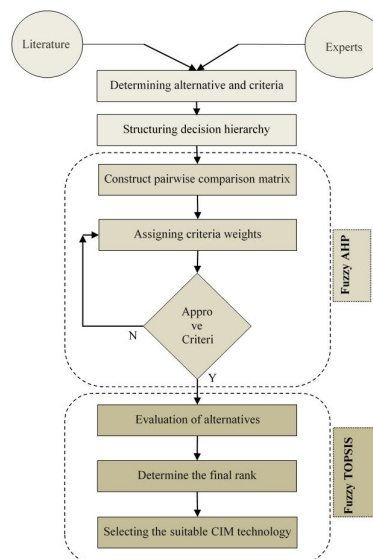 Literature
Experts
Determining alternative and criteria
Structuring decision hierarchy
Construct pairwise comparison matrix
Assigning criteria weights
Fuzzy AHP
Appro
ve
Criteri
N
Y
Evaluation of alternatives
Determine the final rank
Selecting the suitable CIM technology
Fuzzy TOPSIS